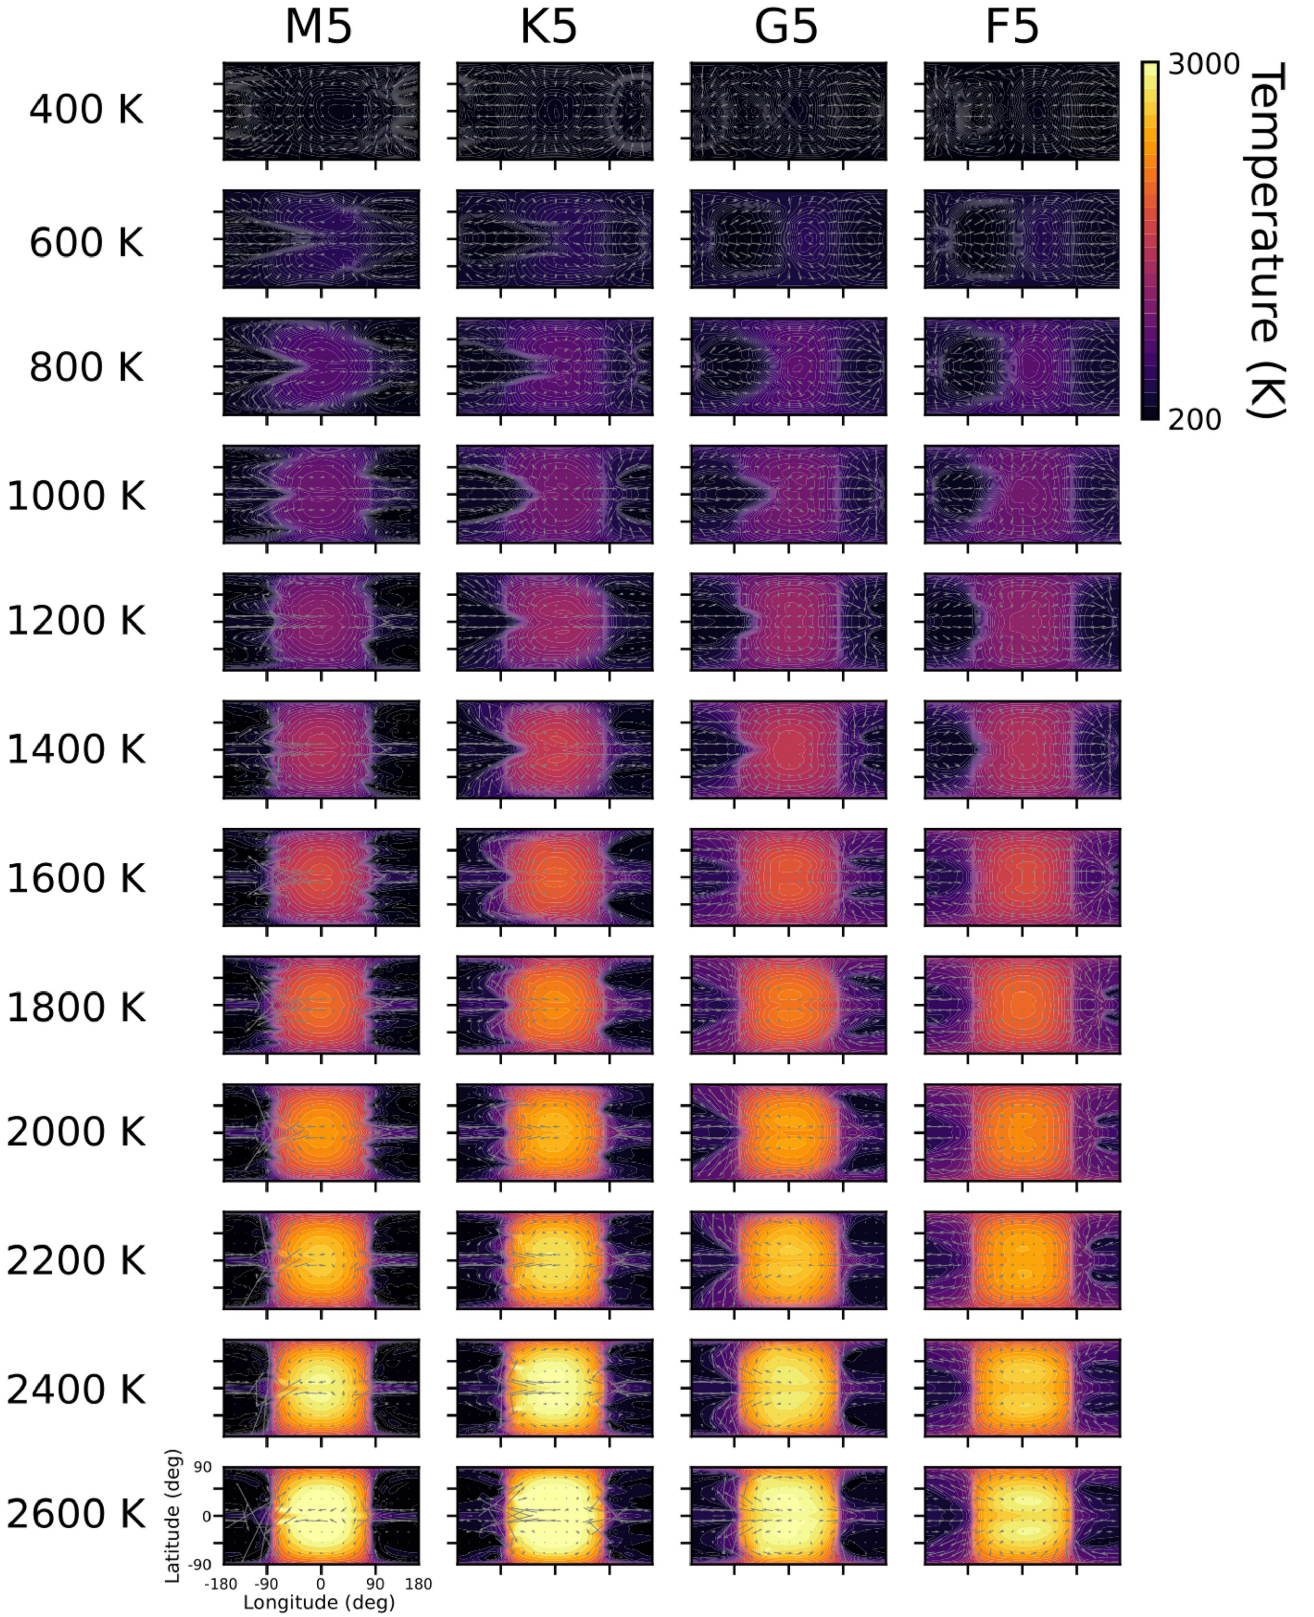 M5 K5 G5 F5
3000
Temperature (K)
200
400 K
600 K
800 K
1000 K
1200 K
1400 K
1600 K
1800 K
2000 K
2200 K
2400 K
2600 K
Latitude (deg)
90
0
-90
-180 -90 0 90 180
Longitude (deg)